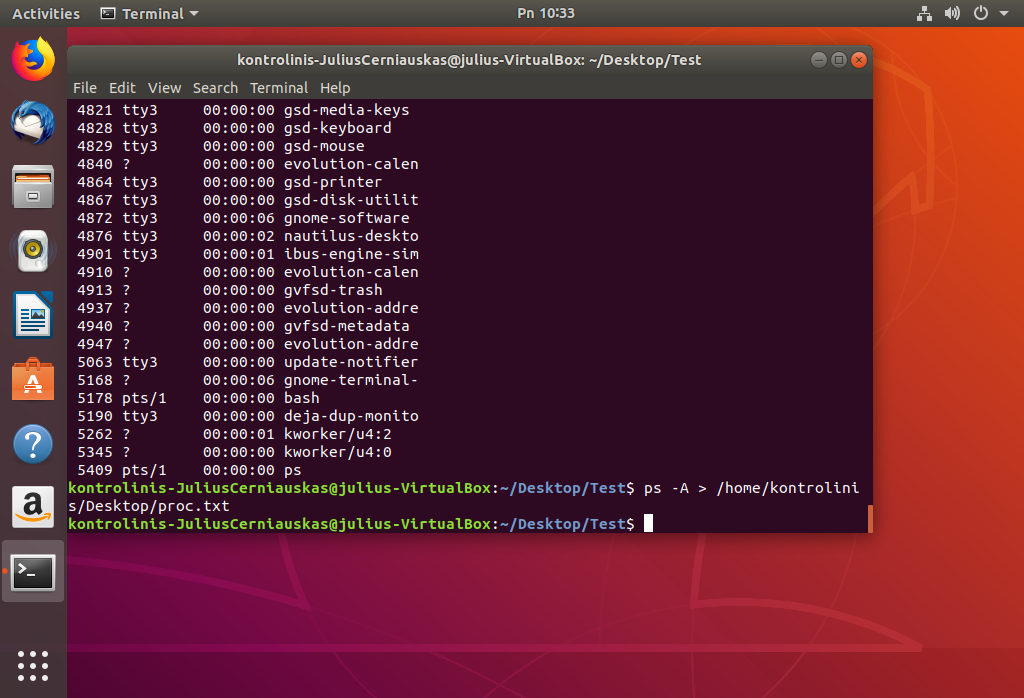 Activities Terminal Pn 10:33
kontrolinis-JuliusCerniauskas@julius-VirtualBox: ~/Desktop/Test
File Edit View Search Terminal Help
4821 tty3 00:00:00 gsd-media-keys
4828 tty3 00:00:00 gsd-keyboard
4829 tty3 00:00:00 gsd-mouse
4840 ? 00:00:00 evolution-calen
4864 tty3 00:00:00 gsd-printer
4867 tty3 00:00:00 gsd-disk-utilit
4872 tty3 00:00:06 gnome-software
4876 tty3 00:00:02 nautilus-deskto
4901 tty3 00:00:01 ibus-engine-sim
4910 ? 00:00:00 evolution-calen
4913 ? 00:00:00 gvfsd-trash
4937 ? 00:00:00 evolution-addre
4940 ? 00:00:00 gvfsd-metadata
4947 ? 00:00:00 evolution-addre
5063 tty3 00:00:00 update-notifier
5168 ? 00:00:06 gnome-terminal-
5178 pts/1 00:00:00 bash
5190 tty3 00:00:00 deja-dup-monito
5262 ? 00:00:01 kworker/u4:2
5345 ? 00:00:00 kworker/u4:0
5409 pts/1 00:00:00 ps
kontrolinis-JuliusCerniauskas@julius-VirtualBox:~/Desktop/Test$ ps -A > /home/kontrolini
s/Desktop/proc.txt
kontrolinis-JuliusCerniauskas@julius-VirtualBox:~/Desktop/Test$